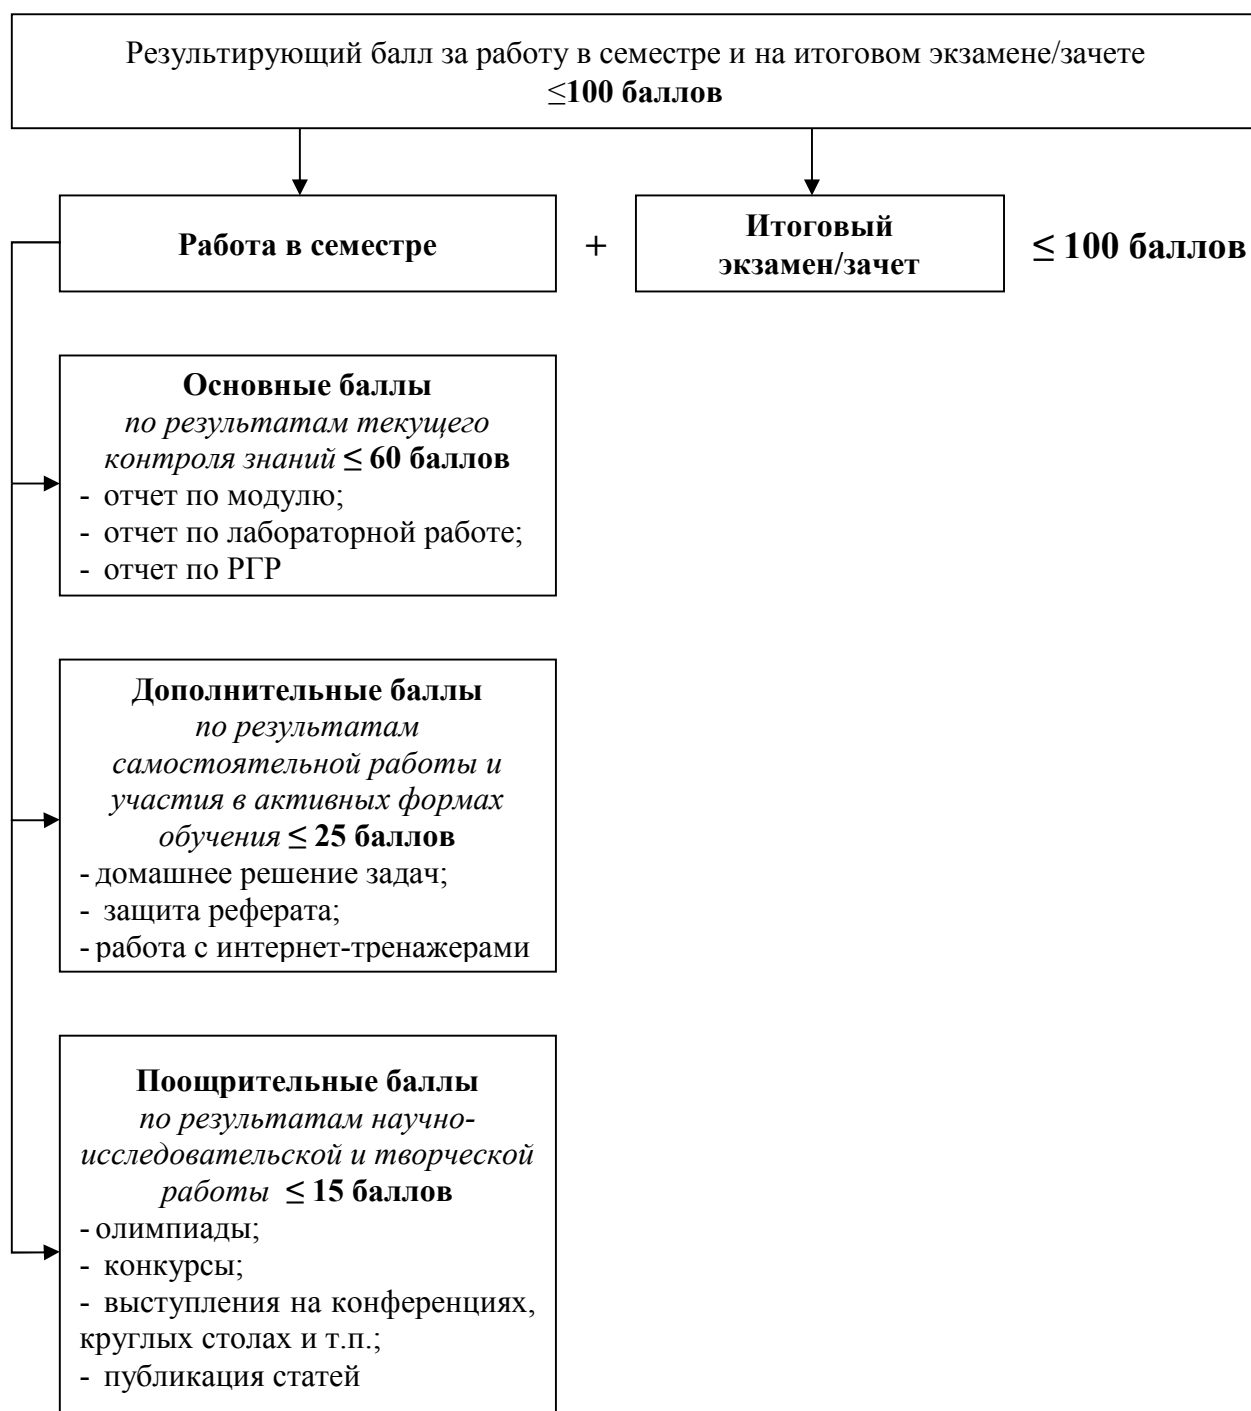 Результирующий балл за работу в семестре и на итоговом экзамене/зачете
≤100 баллов
Работа в семестре
+
Итоговый
экзамен/зачет
≤ 100 баллов
Основные баллы
по результатам текущего
контроля знаний ≤ 60 баллов
- отчет по модулю;
- отчет по лабораторной работе;
- отчет по РГР
Дополнительные баллы
по результатам
самостоятельной работы и
участия в активных формах
обучения ≤ 25 баллов
- домашнее решение задач;
- защита реферата;
- работа с интернет-тренажерами
Поощрительные баллы
по результатам научно-
исследовательской и творческой
работы ≤ 15 баллов
- олимпиады;
- конкурсы;
- выступления на конференциях,
круглых столах и т.п.;
- публикация статей